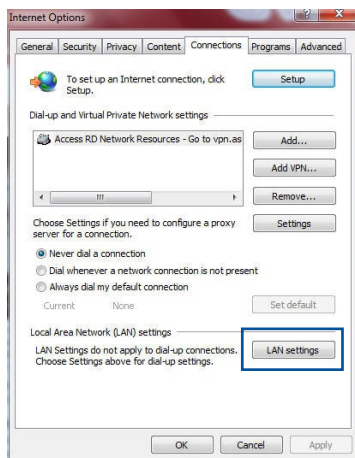 Internet Options
General Security Privacy Content Connections Programs Advanced
To set up an Internet connection, click
Setup.
Setup
Dial-up and Virtual Private Network settings
Access RD Network Resources - Go to vpn.as
Add...
Add VPN...
Remove...
Choose Settings if you need to configure a proxy
server for a connection.
Settings
Never dial a connection
Dial whenever a network connection is not present
Always dial my default connection
Current None
Set default
Local Area Network (LAN) settings
LAN Settings do not apply to dial-up connections.
Choose Settings above for dial-up settings.
LAN settings
OK Cancel Apply